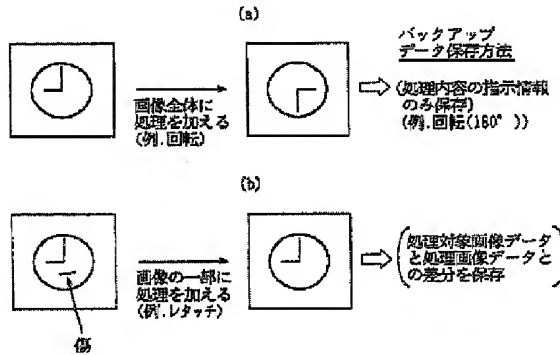 (a)
バックアップ
データ保存方法
画像全体に
処理を加える
(例.回転)
(処理内容の指示情報
のみ保存)
(例.回転(180°))
(b)
画像の一部に
処理を加える
(例.レタッチ)
処理対象画像データ
と処理画像データと
の差分を保存
傷